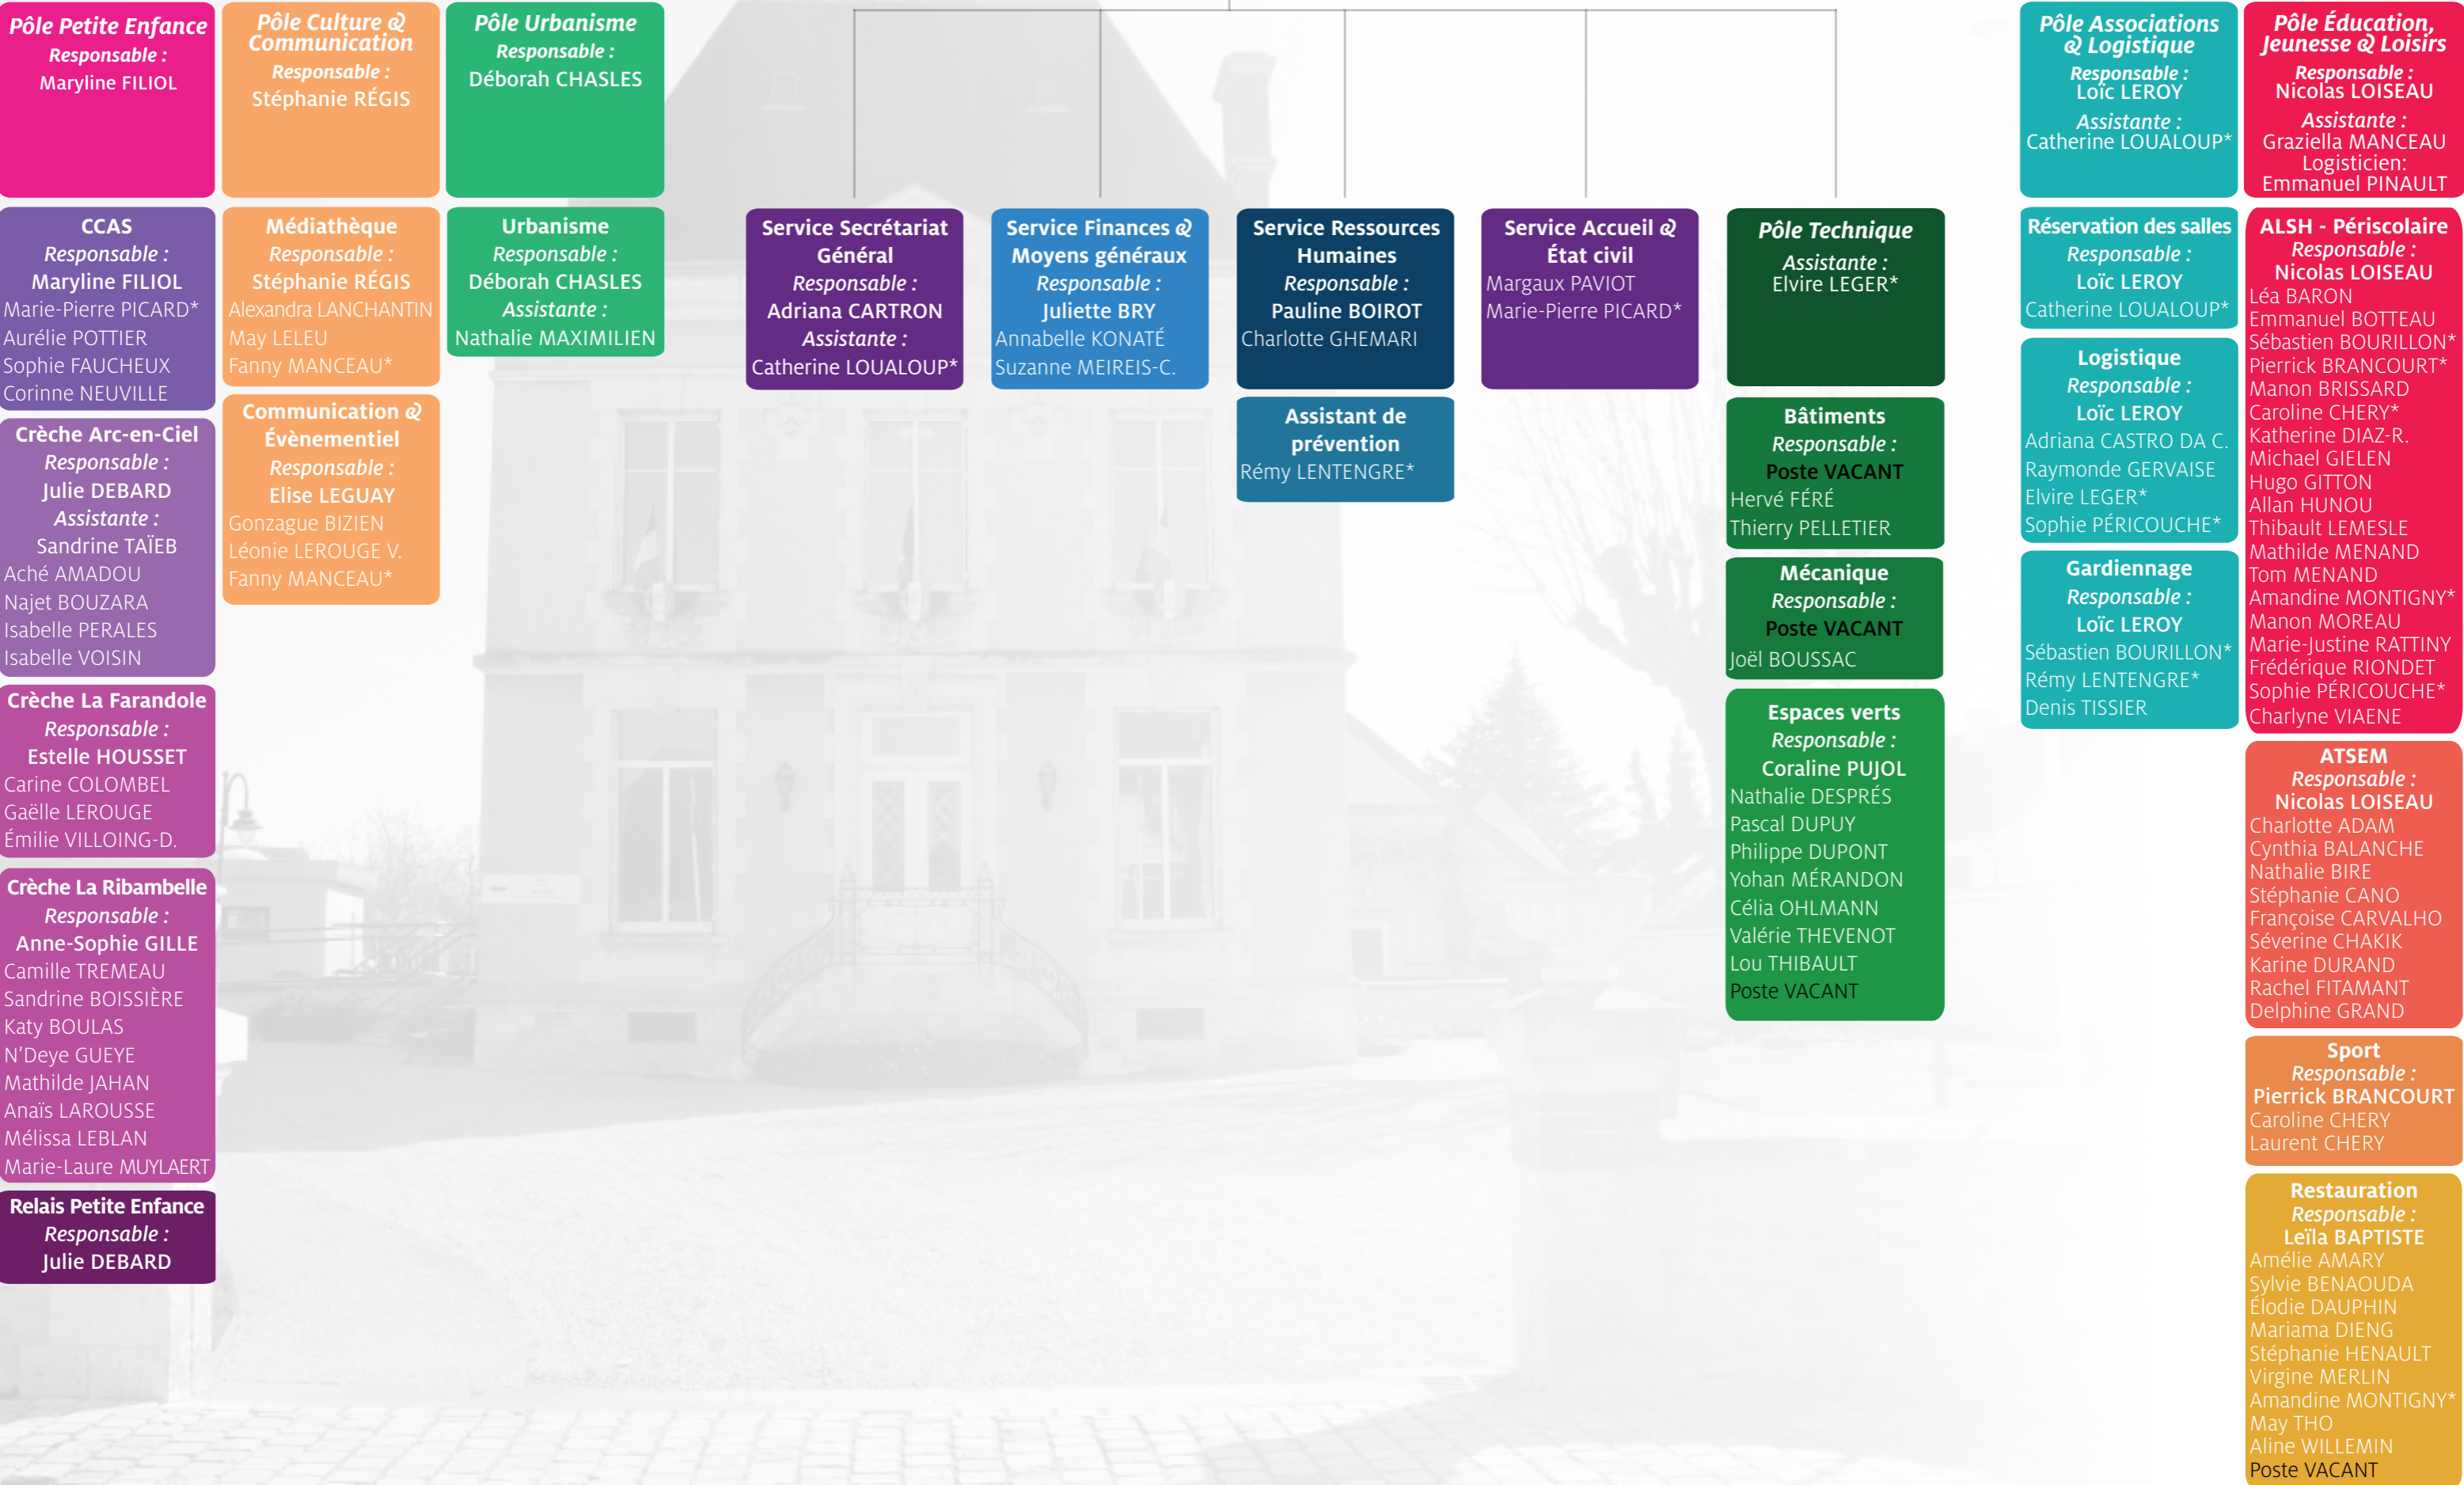 Pôle Petite Enfance
Responsable :
Maryline FILIOL
CCAS
Responsable :
Maryline FILIOL
Marie-Pierre PICARD*
Aurélie POTTIER
Sophie FAUCHEUX
Corinne NEUVILLE
Crèche Arc-en-Ciel
Responsable :
Julie DEBARD
Assistante :
Sandrine TAÏEB
Aché AMADOU
Najet BOUZARA
Isabelle PERALES
Isabelle VOISIN
Crèche La Farandole
Responsable :
Estelle HOUSSET
Carine COLOMBEL
Gaëlle LEROUGE
Émilie VILLOING-D.
Crèche La Ribambelle
Responsable :
Anne-Sophie GILLE
Camille TREMEAU
Sandrine BOISSIÈRE
Katy BOULAS
N'Deye GUEYE
Mathilde JAHAN
Anaïs LAROUSSE
Mélissa LEBLAN
Marie-Laure MUYLAERT
Relais Petite Enfance
Responsable :
Julie DEBARD
Pôle Culture &
Communication
Responsable :
Stéphanie RÉGIS
Médiathèque
Responsable :
Stéphanie RÉGIS
Alexandra LANCHANTIN
May LELEU
Fanny MANCEAU*
Communication &
Évènementiel
Responsable :
Elise LEGUAY
Gonzague BIZIEN
Léonie LEROUGE V.
Fanny MANCEAU*
Pôle Urbanisme
Responsable :
Déborah CHASLES
Urbanisme
Responsable :
Déborah CHASLES
Assistante :
Nathalie MAXIMILIEN
Service Secrétariat
Général
Responsable :
Adriana CARTRON
Assistante :
Catherine LOUALOUP*
Service Finances &
Moyens généraux
Responsable :
Juliette BRY
Annabelle KONATÉ
Suzanne MEIREIS-C.
Service Ressources
Humaines
Responsable :
Pauline BOIROT
Charlotte GHEMARI
Assistant de
prévention
Rémy LENTENGRE*
Service Accueil &
État civil
Margaux PAVIOT
Marie-Pierre PICARD*
Pôle Technique
Assistante :
Elvire LEGER*
Bâtiments
Responsable :
Poste VACANT
Hervé FÉRÉ
Thierry PELLETIER
Mécanique
Responsable :
Poste VACANT
Joël BOUSSAC
Espaces verts
Responsable :
Coraline PUJOL
Nathalie DESPRÉS
Pascal DUPUY
Philippe DUPONT
Yohan MÉRANDON
Célia OHLMANN
Valérie THEVENOT
Lou THIBAULT
Poste VACANT
Pôle Associations
& Logistique
Responsable :
Loïc LEROY
Assistante :
Catherine LOUALOUP*
Réservation des salles
Responsable :
Loïc LEROY
Catherine LOUALOUP*
Logistique
Responsable :
Loïc LEROY
Adriana CASTRO DA C.
Raymonde GERVAISE
Elvire LEGER*
Sophie PÉRICOUCHE*
Gardiennage
Responsable :
Loïc LEROY
Sébastien BOURILLON*
Rémy LENTENGRE*
Denis TISSIER
Pôle Éducation,
Jeunesse & Loisirs
Responsable :
Nicolas LOISEAU
Assistante :
Graziella MANCEAU
Logisticien:
Emmanuel PINAULT
ALSH - Périscolaire
Responsable :
Nicolas LOISEAU
Léa BARON
Emmanuel BOTTEAU
Sébastien BOURILLON*
Pierrick BRANCOURT*
Manon BRISSARD
Caroline CHERY*
Katherine DIAZ-R.
Michael GIELEN
Hugo GITTON
Allan HUNOU
Thibault LEMESLE
Mathilde MENAND
Tom MENAND
Amandine MONTIGNY*
Manon MOREAU
Marie-Justine RATTINY
Frédérique RIONDET
Sophie PÉRICOUCHE*
Charlyne VIAENE
ATSEM
Responsable :
Nicolas LOISEAU
Charlotte ADAM
Cynthia BALANCHE
Nathalie BIRE
Stéphanie CANO
Françoise CARVALHO
Séverine CHAKIK
Karine DURAND
Rachel FITAMANT
Delphine GRAND
Sport
Responsable :
Pierrick BRANCOURT
Caroline CHERY
Laurent CHERY
Restauration
Responsable :
Leïla BAPTISTE
Amélie AMARY
Sylvie BENAOUDA
Élodie DAUPHIN
Mariama DIENG
Stéphanie HENAULT
Virgine MERLIN
Amandine MONTIGNY*
May THO
Aline WILLEMIN
Poste VACANT